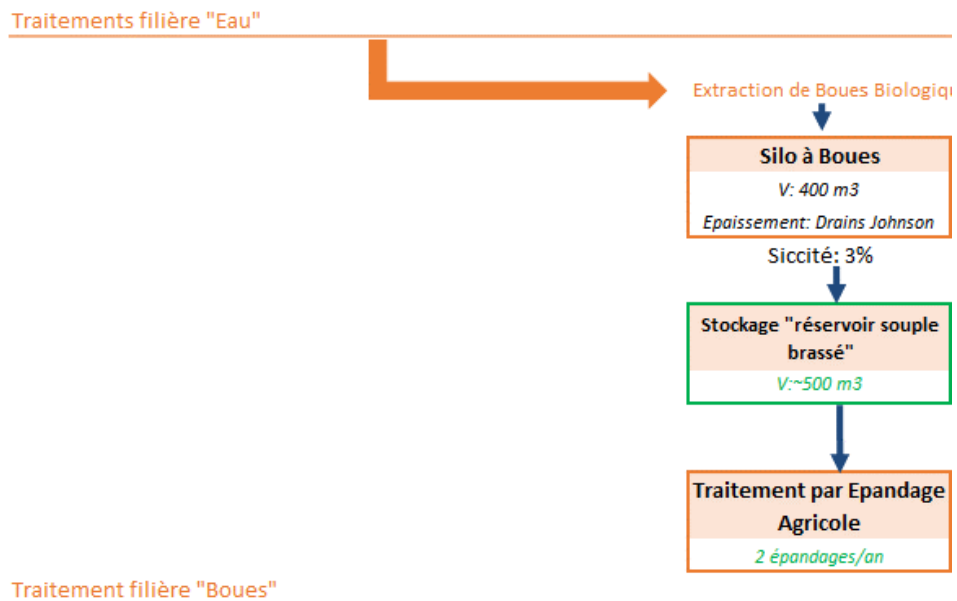 Traitements filière "Eau"
Extraction de Boues Biologiqu
Silo à Boues
V: 400 m3
Epaissement: Drains Johnson
Siccité: 3%
Stockage "réservoir souple
brassé"
V:~500 m3
Traitement par Epandage
Agricole
2 épandages/an
Traitement filière "Boues"